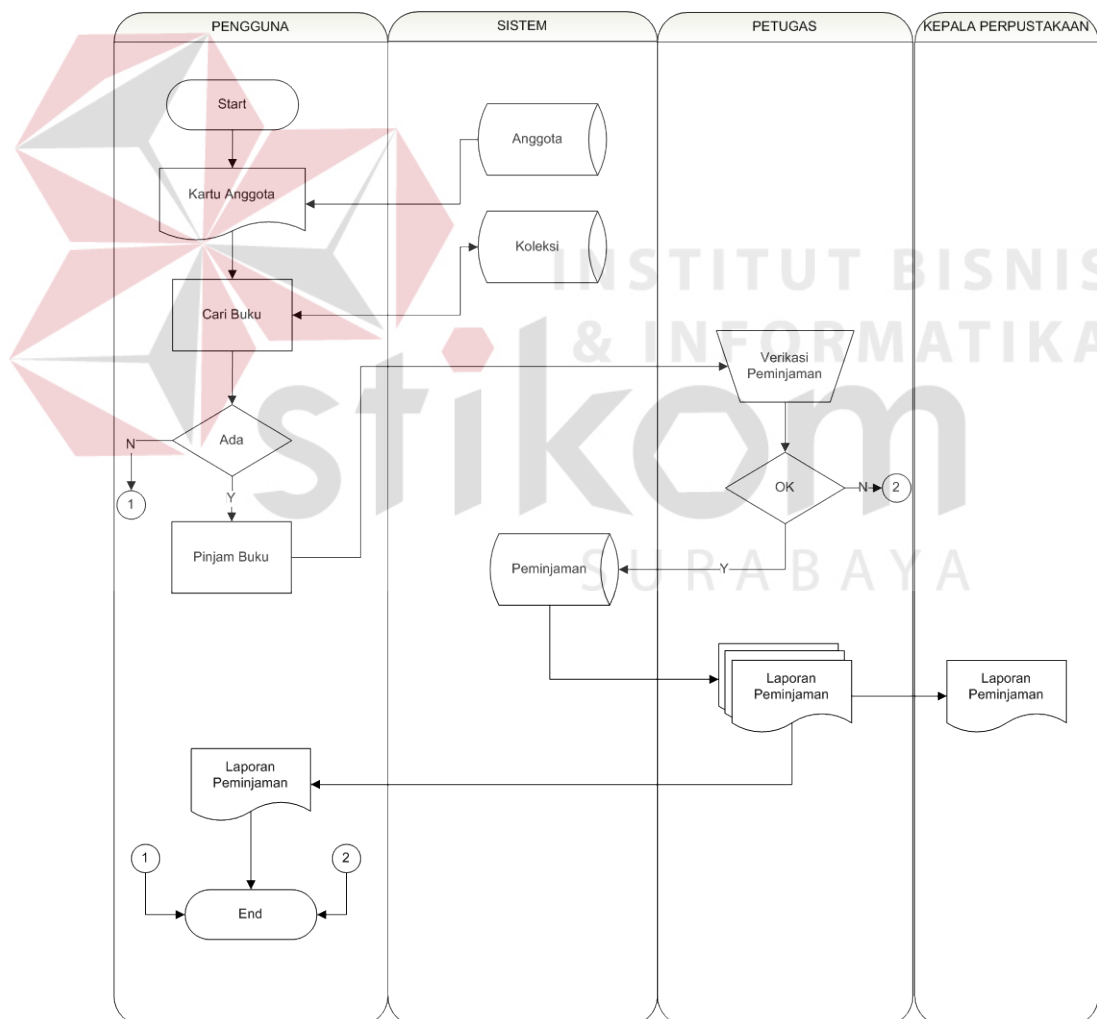 PENGGUNA
SISTEM
PETUGAS
KEPALA PERPUSTAKAAN
Start
Anggota
Kartu Anggota
Koleksi
INSTITUT BISNIS
& INFORMATIKA
Cari Buku
Verikasi
Peminjaman
stikom
Ada
N
Y
1
OK
N
2
Pinjam Buku
Peminjaman
Y
SURABAYA
Laporan
Peminjaman
Laporan
Peminjaman
Laporan
Peminjaman
1
2
End